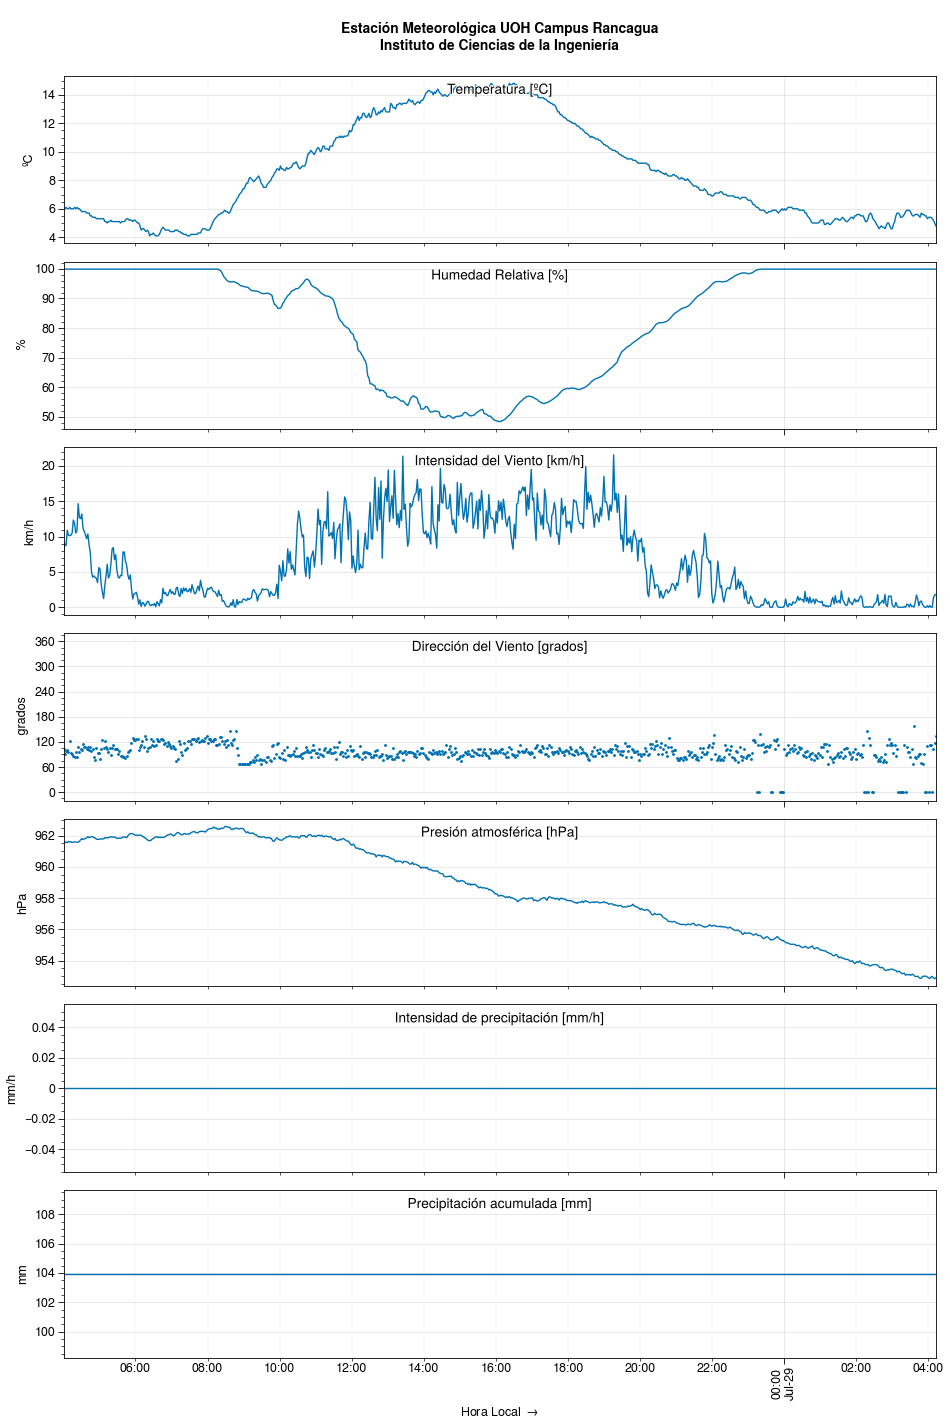 Estación Meteorológica UOH Campus Rancagua
Instituto de Ciencias de la Ingeniería
Temperatura [ºC]
ºC
14
12
10
8
6
4
Humedad Relativa [%]
%
100
90
80
70
60
50
Intensidad del Viento [km/h]
km/h
20
15
10
5
0
Dirección del Viento [grados]
grados
360
300
240
180
120
60
0
Presión atmosférica [hPa]
hPa
962
960
958
956
954
Intensidad de precipitación [mm/h]
mm/h
0.04
0.02
0
−0.02
−0.04
Precipitación acumulada [mm]
mm
108
106
104
102
100
06:00 08:00 10:00 12:00 14:00 16:00 18:00 20:00 22:00 00:00 02:00 04:00
Jul-29
Hora Local →